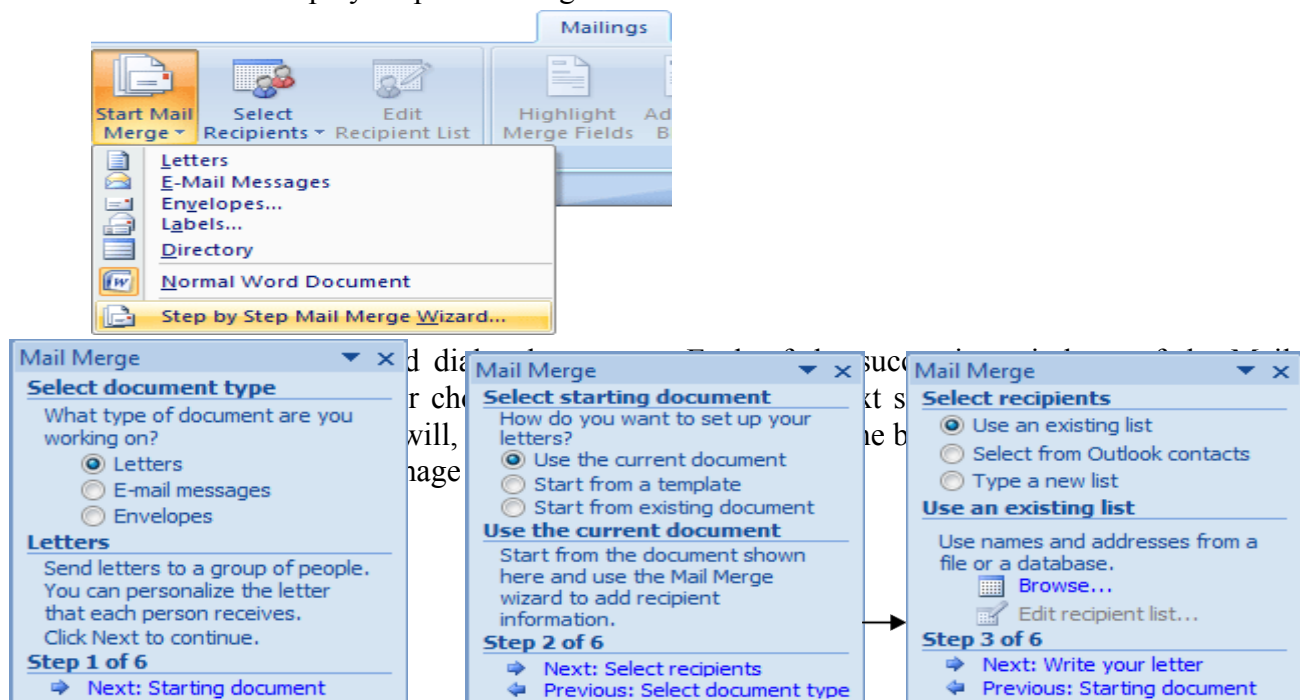 Mailings
Start Mail Merge
Select Recipients
Edit Recipient List
Highlight Merge Fields
Letters
E-Mail Messages
Envelopes...
Labels...
Directory
Normal Word Document
Step by Step Mail Merge Wizard...
Mail Merge
Select document type
What type of document are you
working on?
Letters
E-mail messages
Envelopes
Letters
Send letters to a group of people.
You can personalize the letter
that each person receives.
Click Next to continue.
Step 1 of 6
Next: Starting document
will,
Mail Merge
Select starting document
How do you want to set up your
letters?
Use the current document
Start from a template
Start from existing document
Use the current document
Start from the document shown
here and use the Mail Merge
wizard to add recipient
information.
Step 2 of 6
Next: Select recipients
Previous: Select document type
Mail Merge
Select recipients
Use an existing list
Select from Outlook contacts
Type a new list
Use an existing list
Use names and addresses from a
file or a database.
Browse...
Edit recipient list...
Step 3 of 6
Next: Write your letter
Previous: Starting document